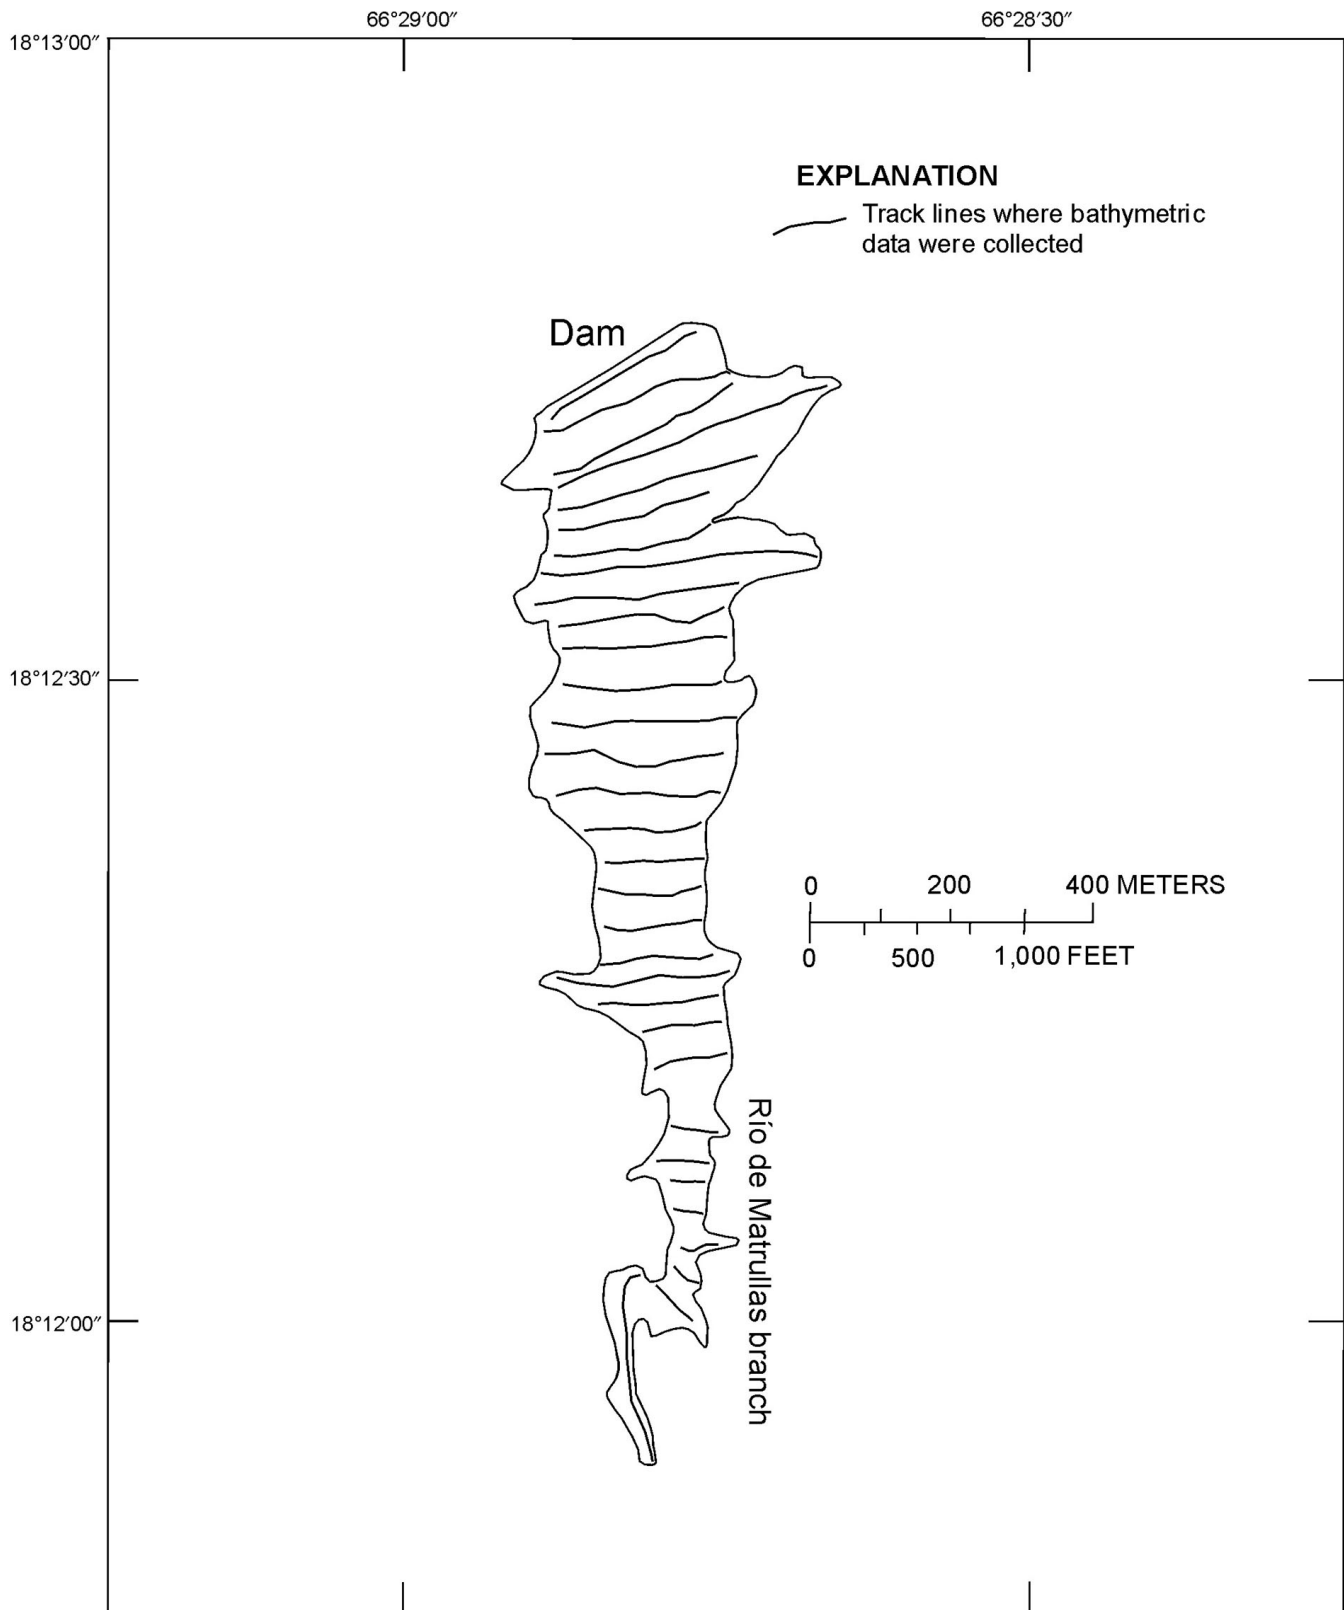 66°29′00″
66°28′30″
18°13′00″
EXPLANATION
Track lines where bathymetric
data were collected
Dam
18°12′30″
0 200 400 METERS
0 500 1,000 FEET
Río de Matrullas branch
18°12′00″